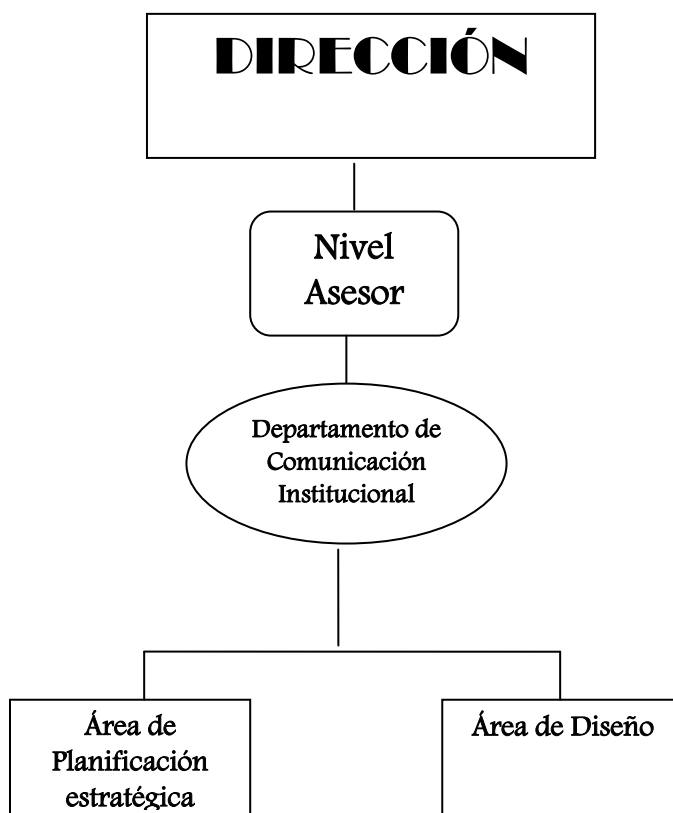 DIRECCIÓN
Nivel
Asesor
Departamento de
Comunicación
Institucional
Área de
Planificación
estratégica
Área de Diseño